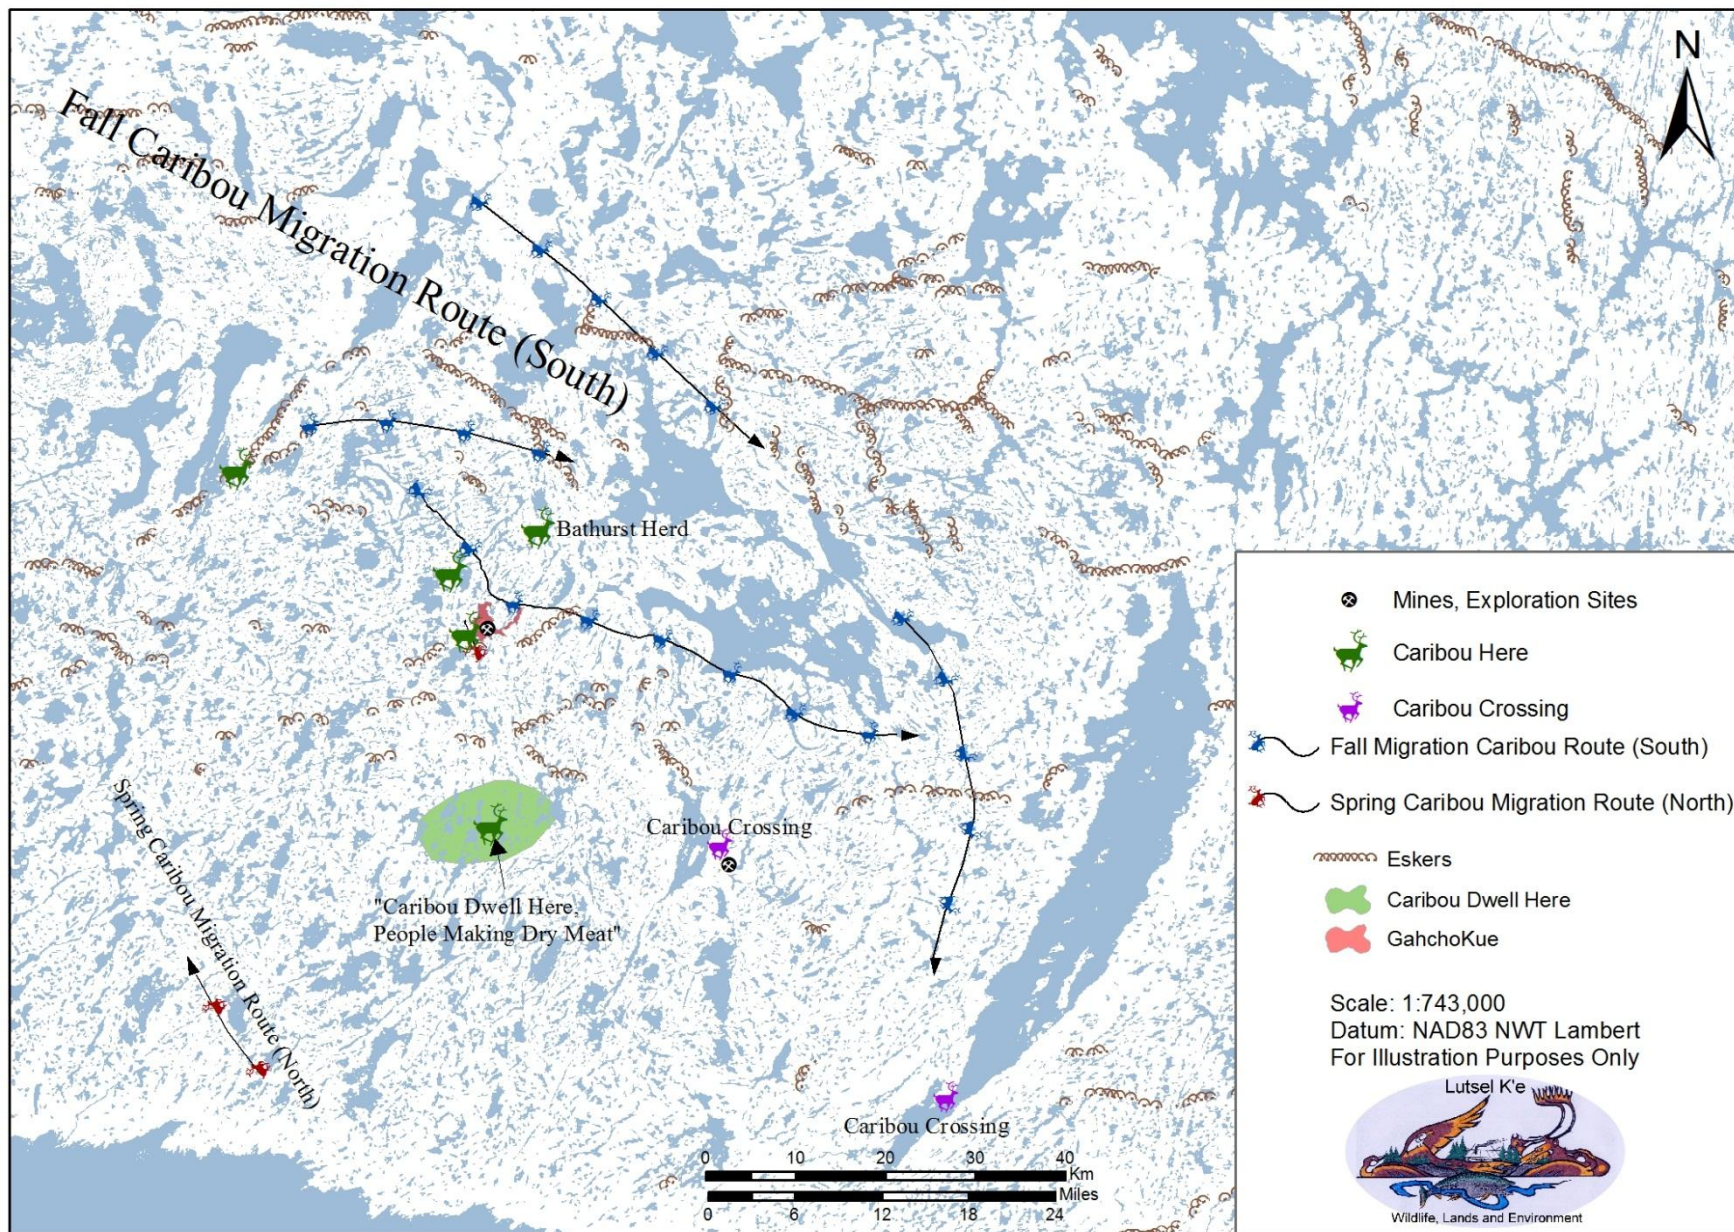 Fall Caribou Migration Route (South)
N
Bathurst Herd
Spring Caribou Migration Route (North)
Caribou Crossing
"Caribou Dwell Here,
People Making Dry Meat"
Caribou Crossing
0 10 20 30 40
Km
Miles
0 6 12 18 24
Mines, Exploration Sites
Caribou Here
Caribou Crossing
Fall Migration Caribou Route (South)
Spring Caribou Migration Route (North)
Eskers
Caribou Dwell Here
GahchoKue
Scale: 1:743,000
Datum: NAD83 NWT Lambert
For Illustration Purposes Only
Lutsel K'e
Wildlife, Lands and Environment